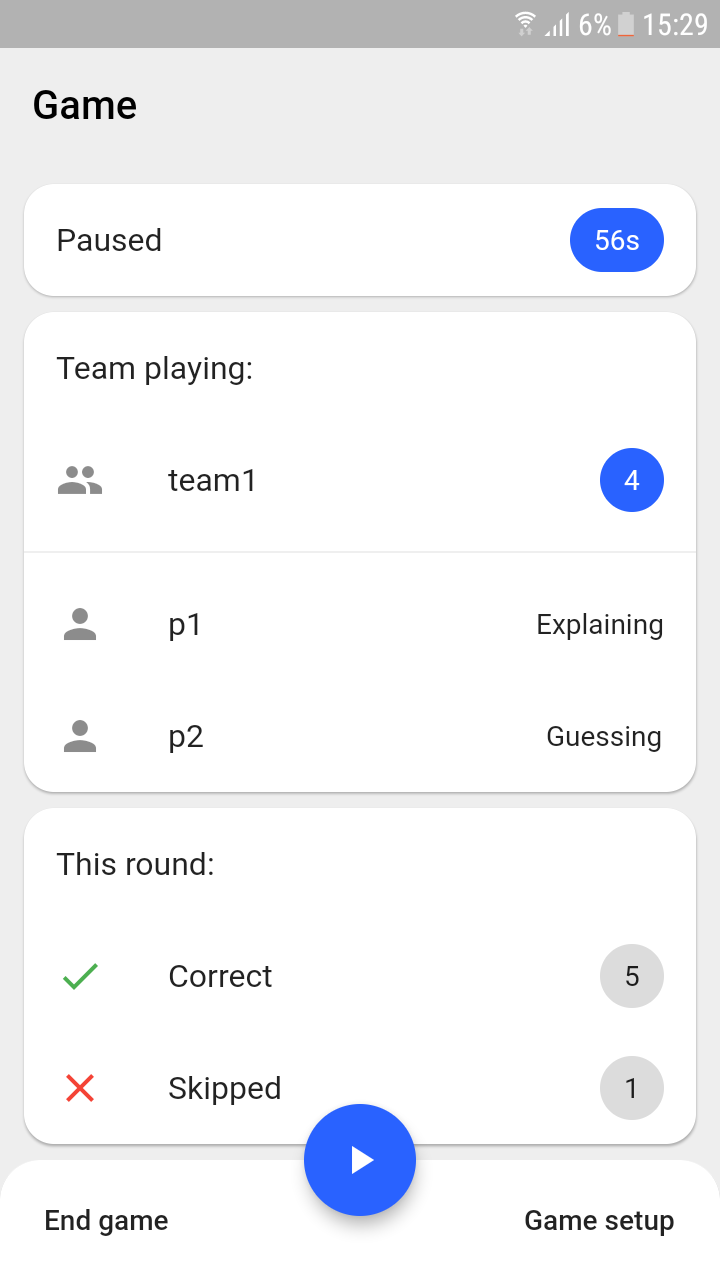 6% 15:29
Game
Paused 56s
Team playing:
team1 4
p1 Explaining
p2 Guessing
This round:
Correct 5
Skipped 1
End game Game setup